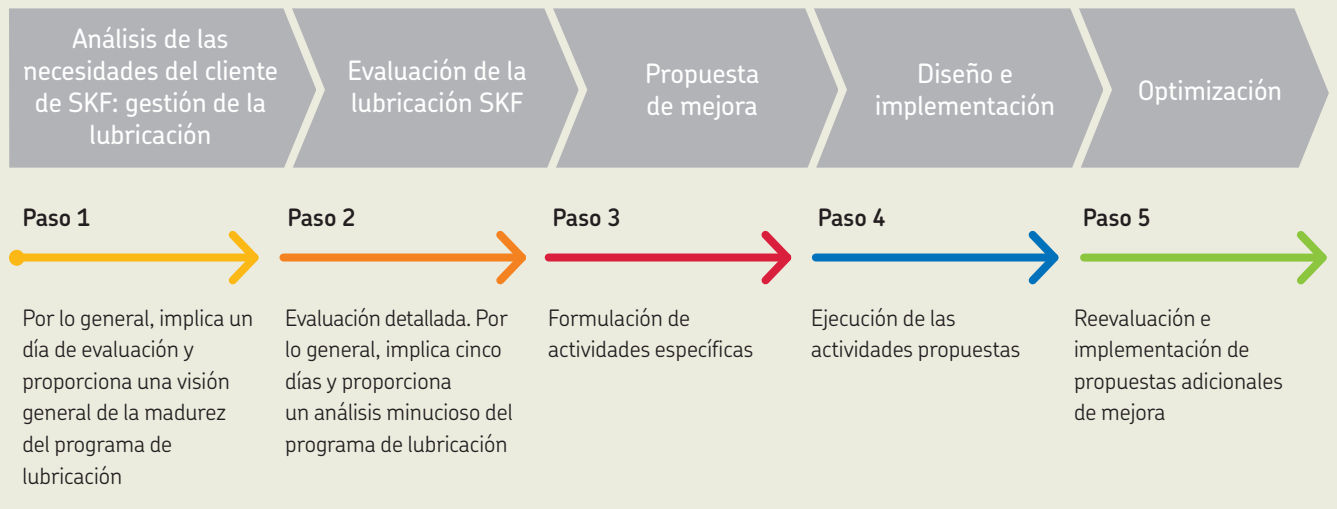 Análisis de las
necesidades del cliente
de SKF: gestión de la
lubricación
Evaluación de la
lubricación SKF
Propuesta
de mejora
Diseño e
implementación
Optimización
Paso 1
Paso 2
Paso 3
Paso 4
Paso 5
Por lo general, implica un
día de evaluación y
proporciona una visión
general de la madurez
del programa de
lubricación
Evaluación detallada. Por
lo general, implica cinco
días y proporciona
un análisis minucioso del
programa de lubricación
Formulación de
actividades específicas
Ejecución de las
actividades propuestas
Reevaluación e
implementación de
propuestas adicionales
de mejora